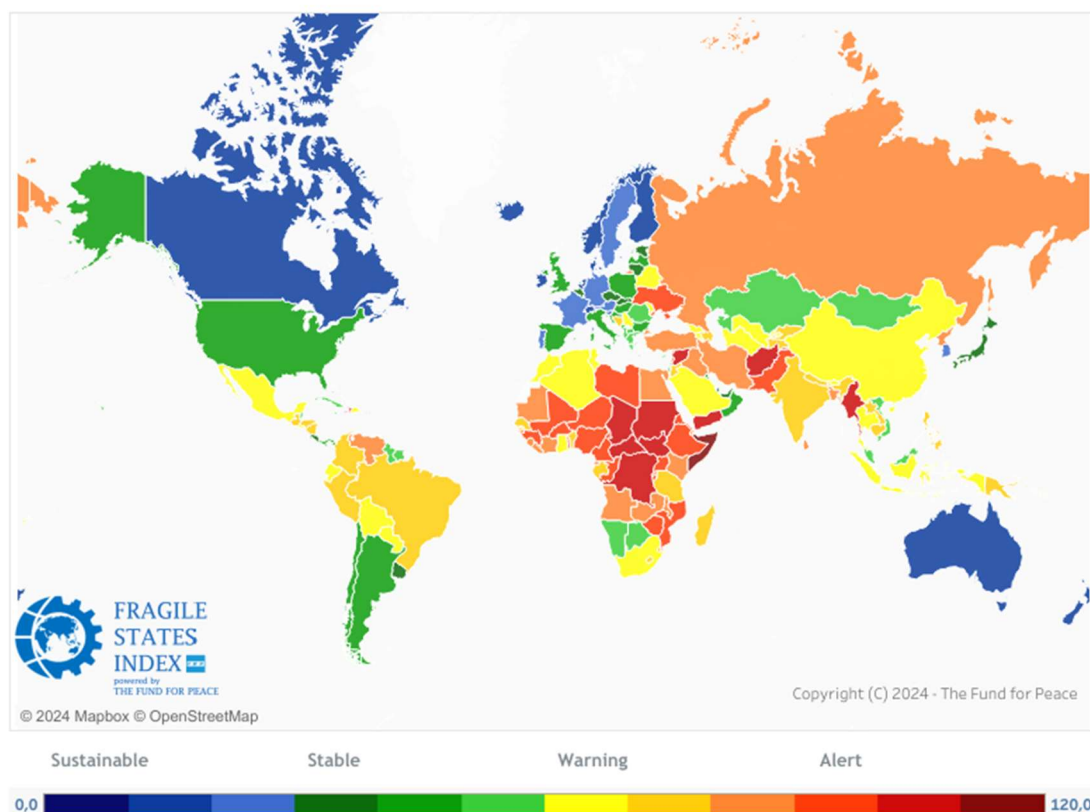 FRAGILE
STATES
INDEX
powered by
THE FUND FOR PEACE
Copyright (C) 2024 - The Fund for Peace
© 2024 Mapbox © OpenStreetMap
Sustainable Stable Warning Alert
0,0 120,0